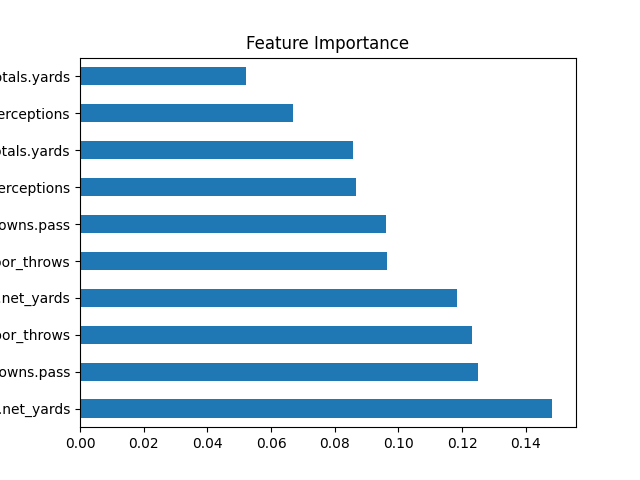 Feature Importance
otals.yards
erceptions
otals.yards
erceptions
owns.pass
oor_throws
.net_yards
oor_throws
owns.pass
.net_yards
0.00 0.02 0.04 0.06 0.08 0.10 0.12 0.14